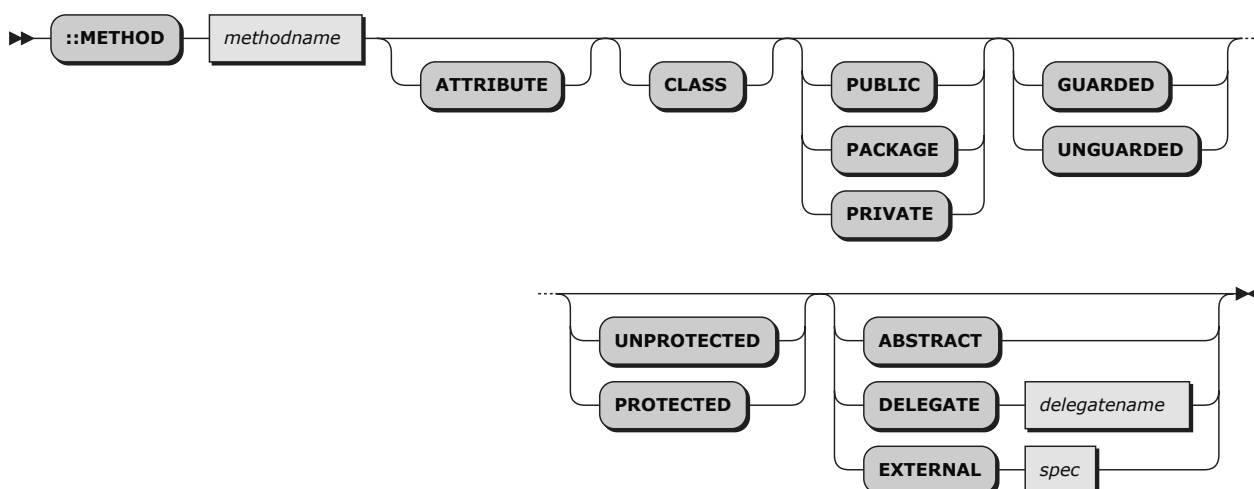 ::METHOD methodname
ATTRIBUTE CLASS PUBLIC GUARDED
PACKAGE UNGUARDED
PRIVATE
UNPROTECTED ABSTRACT
PROTECTED DELEGATE delegatename
EXTERNAL spec